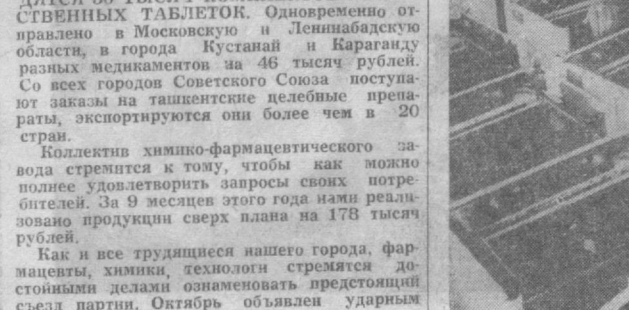 СТВЕННЫХ ТАБЛЕТОК. Одновременно от-
правлено в Московскую и Ленинабадскую
области, в города Кустанай и Караганду
разных медикаментов на 46 тысяч рублей.
Со всех городов Советского Союза поступа-
ют заказы на ташкентские целебные препа-
раты, экспортируются они более чем в 20
стран.
Коллектив химико-фармацевтического за-
вода стремится к тому, чтобы как можно
полнее удовлетворить запросы своих потре-
бителей. За 9 месяцев этого года нами реали-
зовано продукции сверх плана на 178 тысяч
рублей.
Как и все трудящиеся нашего города, фар-
мацевты, химики, технологи стремятся до-
стойными делами ознаменовать предстоящий
съезд партии. Октябрь объявлен ударным